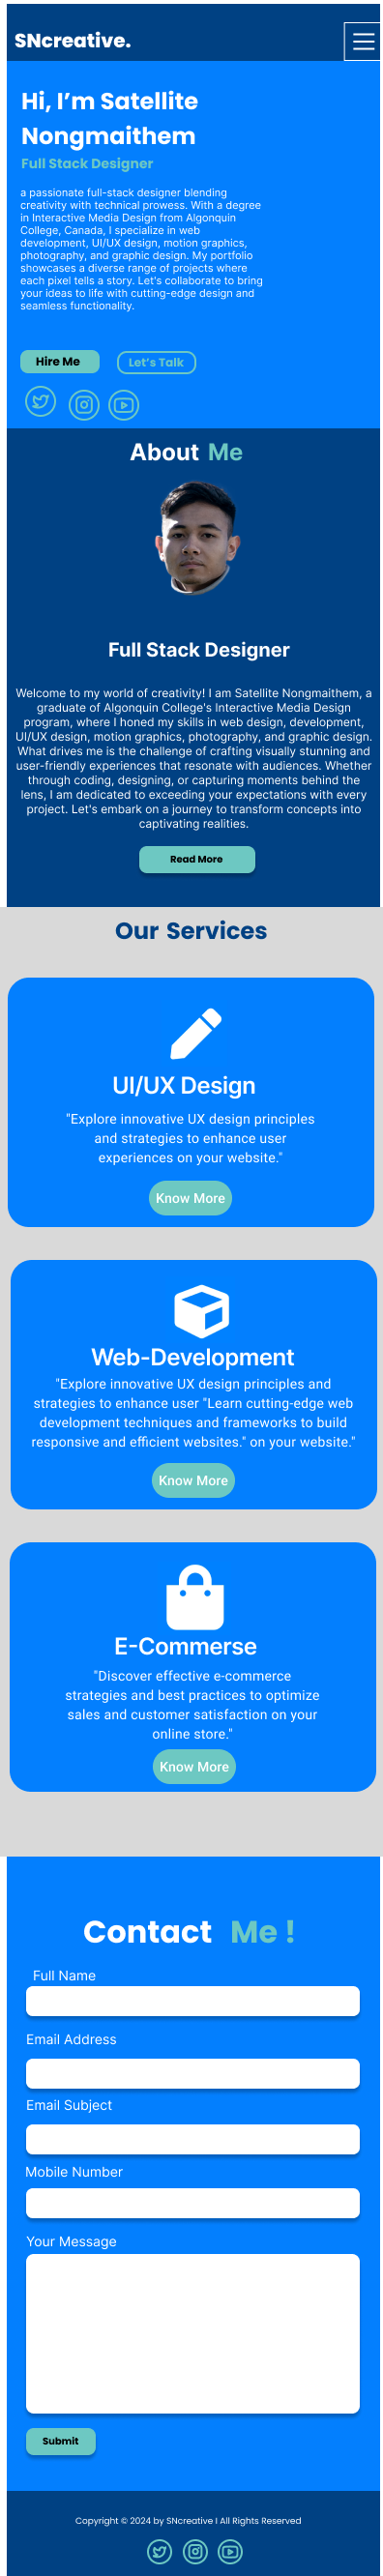 SNcreative.
Hi, I’m Satellite
Nongmaithem
Full Stack Designer
a passionate full-stack designer blending
creativity with technical prowess. With a degree
in Interactive Media Design from Algonquin
College, Canada, I specialize in web
development, UI/UX design, motion graphics,
photography, and graphic design. My portfolio
showcases a diverse range of projects where
each pixel tells a story. Let's collaborate to bring
your ideas to life with cutting-edge design and
seamless functionality.
Hire Me Let’s Talk
About Me
Full Stack Designer
Welcome to my world of creativity! I am Satellite Nongmaithem, a
graduate of Algonquin College's Interactive Media Design
program, where I honed my skills in web design, development,
UI/UX design, motion graphics, photography, and graphic design.
What drives me is the challenge of crafting visually stunning and
user-friendly experiences that resonate with audiences. Whether
through coding, designing, or capturing moments behind the
lens, I am dedicated to exceeding your expectations with every
project. Let's embark on a journey to transform concepts into
captivating realities.
Read More
Our Services
UI/UX Design
"Explore innovative UX design principles
and strategies to enhance user
experiences on your website."
Know More
Web-Development
"Explore innovative UX design principles and
strategies to enhance user "Learn cutting-edge web
development techniques and frameworks to build
responsive and efficient websites." on your website."
Know More
E-Commerse
"Discover effective e-commerce
strategies and best practices to optimize
sales and customer satisfaction on your
online store."
Know More
Contact Me !
Full Name
Email Address
Email Subject
Mobile Number
Your Message
Submit
Copyright © 2024 by SNcreative I All Rights Reserved